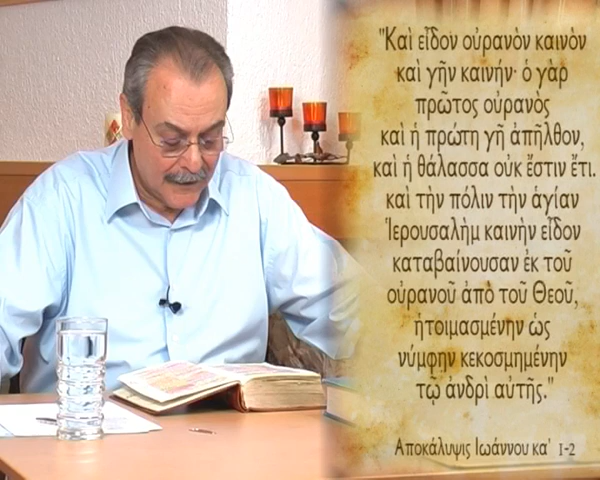 "Καὶ εἶδον οὐρανὸν καινὸν
καὶ γῆν καινήν· ὁ γὰρ
πρῶτος οὐρανὸς
καὶ ἡ πρώτη γῆ ἀπῆλθον,
καὶ ἡ θάλασσα οὐκ ἔστιν ἔτι.
καὶ τὴν πόλιν τὴν ἁγίαν
Ἱερουσαλὴμ καινὴν εἶδον
καταβαίνουσαν ἐκ τοῦ
οὐρανοῦ ἀπὸ τοῦ Θεοῦ,
ἡτοιμασμένην ὡς
νύμφην κεκοσμημένην
τῷ ἀνδρὶ αὐτῆς."
Αποκάλυψις Ιωάννου κα' 1-2